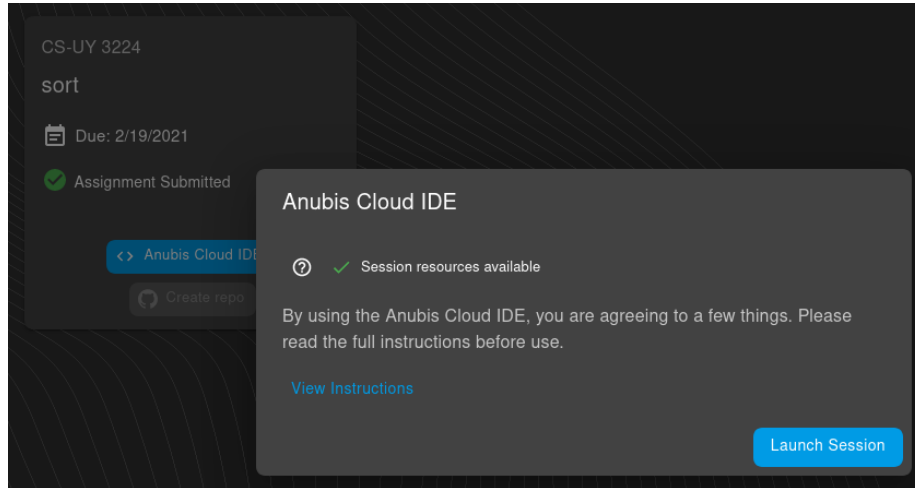 CS-UY 3224
sort
Due: 2/19/2021
Assignment Submitted
Anubis Cloud IDE
Create repo
Anubis Cloud IDE
Session resources available
By using the Anubis Cloud IDE, you are agreeing to a few things. Please
read the full instructions before use.
View Instructions
Launch Session